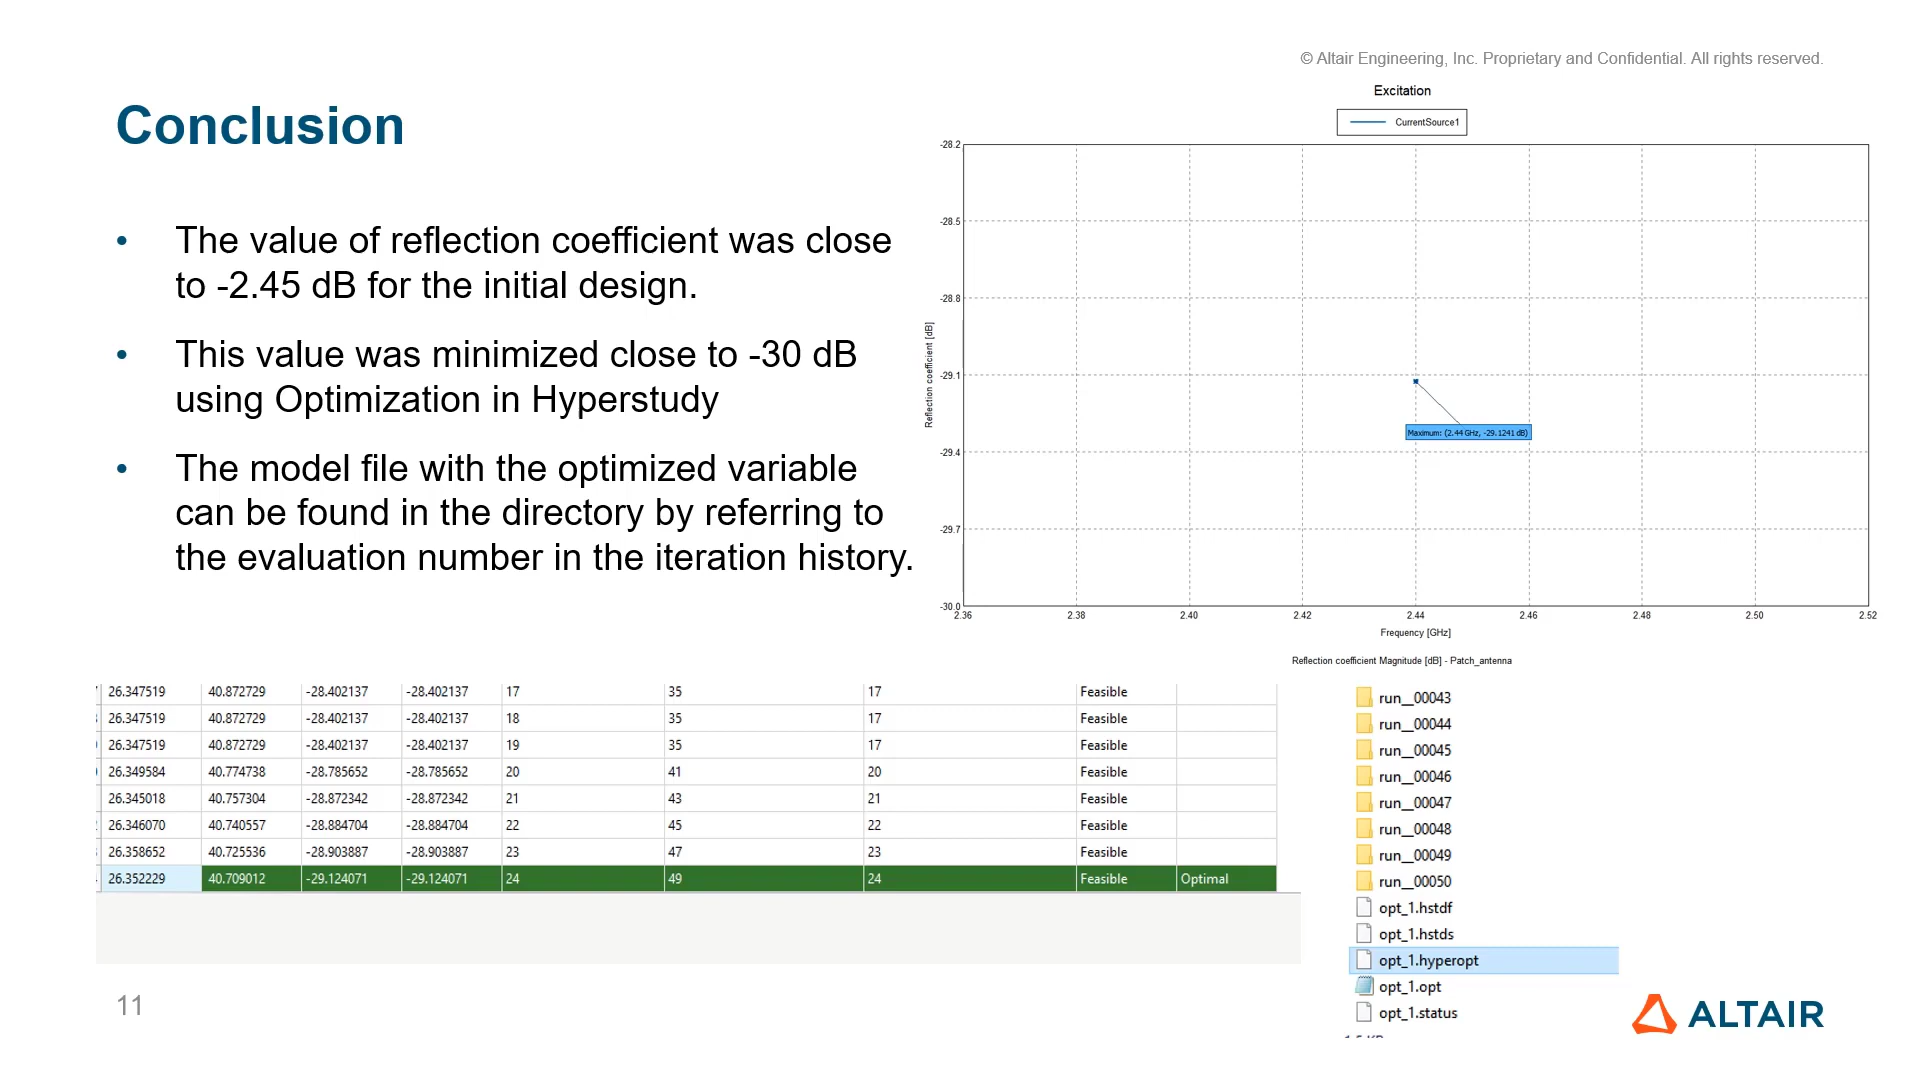 © Altair Engineering, Inc. Proprietary and Confidential. All rights reserved.
Conclusion
• The value of reflection coefficient was close
to -2.45 dB for the initial design.
• This value was minimized close to -30 dB
using Optimization in Hyperstudy
• The model file with the optimized variable
can be found in the directory by referring to
the evaluation number in the iteration history.
Excitation
CurrentSource1
-28.2
-28.5
-28.8
-29.1
-29.4
-29.7
-30.0
Reflection coefficient [dB]
Maximum: (2.44 GHz, -29.1241 dB)
2.36 2.38 2.40 2.42 2.44 2.46 2.48 2.50 2.52
Frequency [GHz]
Reflection coefficient Magnitude [dB] - Patch_antenna
26.347519 40.872729 -28.402137 -28.402137 17 35 17 Feasible
26.347519 40.872729 -28.402137 -28.402137 18 35 17 Feasible
26.347519 40.872729 -28.402137 -28.402137 19 35 17 Feasible
26.349584 40.774738 -28.785652 -28.785652 20 41 20 Feasible
26.345018 40.757304 -28.872342 -28.872342 21 43 21 Feasible
26.346070 40.740557 -28.884704 -28.884704 22 45 22 Feasible
26.358652 40.725536 -28.903887 -28.903887 23 47 23 Feasible
26.352229 40.709012 -29.124071 -29.124071 24 49 24 Feasible Optimal
run__00043
run__00044
run__00045
run__00046
run__00047
run__00048
run__00049
run__00050
opt_1.hstdf
opt_1.hstds
opt_1.hyperopt
opt_1.opt
opt_1.status
11
ALTAIR